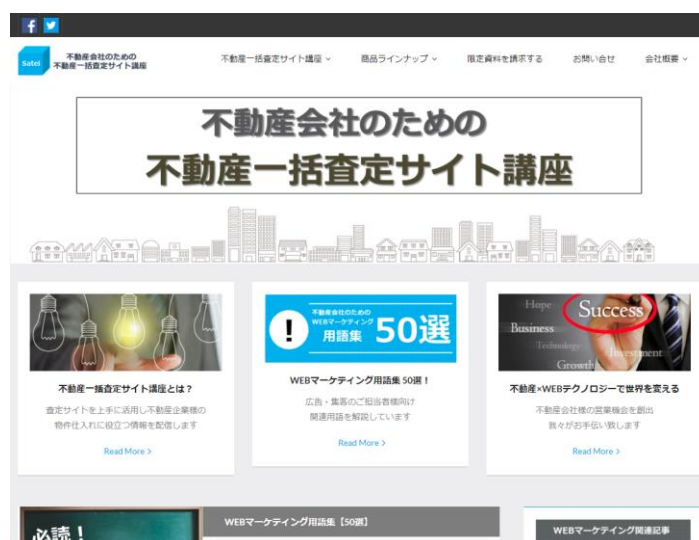 Satei
不動産会社のための
不動産一括査定サイト講座
不動産一括査定サイト講座
商品ラインナップ
限定資料を請求する
お問い合せ
会社概要
不動産会社のための
不動産一括査定サイト講座
不動産一括査定サイト講座とは？
査定サイトを上手に活用し不動産企業様の
物件仕入れに役立つ情報を配信します
Read More >
!
不動産会社のための
WEBマーケティング
用語集 50選
WEBマーケティング用語集 50選！
広告・集客のご担当者様向け
関連用語を解説しています
Read More >
Hope
Success
Business
Technology
Investment
Growth
不動産×WEBテクノロジーで世界を変える
不動産会社様の営業機会を創出
我々がお手伝い致します
Read More >
必読！
WEBマーケティング用語集【50選】
WEBマーケテイング関連記事